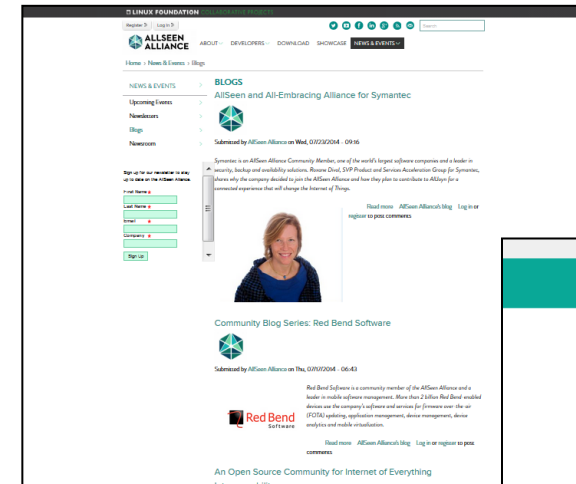 LINUX FOUNDATION COLLABORATIVE PROJECTS
Register Log In
Search
ALLSEEN
ALLIANCE
ABOUT DEVELOPERS DOWNLOAD SHOWCASE NEWS & EVENTS
Home › News & Events › Blogs
NEWS & EVENTS
Upcoming Events
Newsletters
Blogs
Newsroom
Sign up for our newsletter to stay
up to date on the AllSeen Alliance.
First Name *
Last Name *
Email *
Company *
Sign Up
BLOGS
AllSeen and All-Embracing Alliance for Symantec
Submitted by AllSeen Alliance on Wed, 07/23/2014 - 09:16
Symantec is an AllSeen Alliance Community Member, one of the world's largest software companies and a leader in
security, backup and availability solutions. Roxane Divol, SVP Product and Services Acceleration Group for Symantec,
shares why the company decided to join the AllSeen Alliance and how they plan to contribute to AllJoyn for a
connected experience that will change the Internet of Things.
Read more AllSeen Alliance's blog Log in or
register to post comments
Community Blog Series: Red Bend Software
Submitted by AllSeen Alliance on Thu, 07/17/2014 - 06:43
Red Bend Software is a community member of the AllSeen Alliance and a
leader in mobile software management. More than 2 billion Red Bend-enabled
devices use the company's software and services for firmware over-the-air
(FOTA) updating, application management, device management, device
analytics and mobile virtualization.
Red Bend
Software
Read more AllSeen Alliance's blog Log in or register to post
comments
An Open Source Community for Internet of Everything